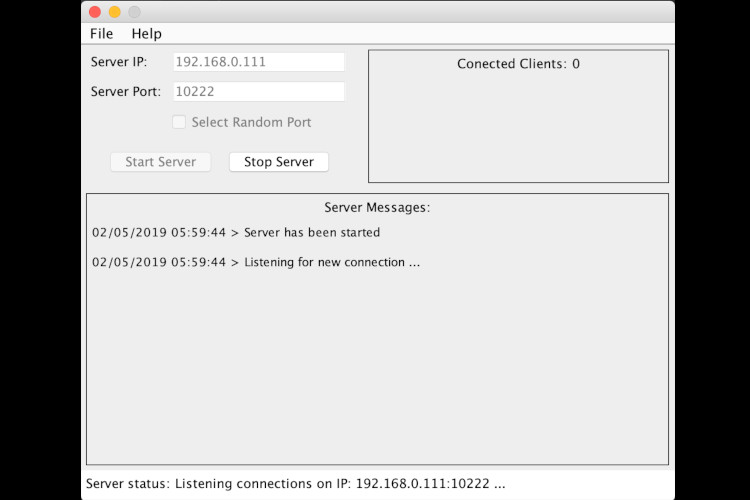 File Help
Server IP: 192.168.0.111
Conected Clients: 0
Server Port: 10222
Select Random Port
Start Server Stop Server
Server Messages:
02/05/2019 05:59:44 > Server has been started
02/05/2019 05:59:44 > Listening for new connection ...
Server status: Listening connections on IP: 192.168.0.111:10222 ...